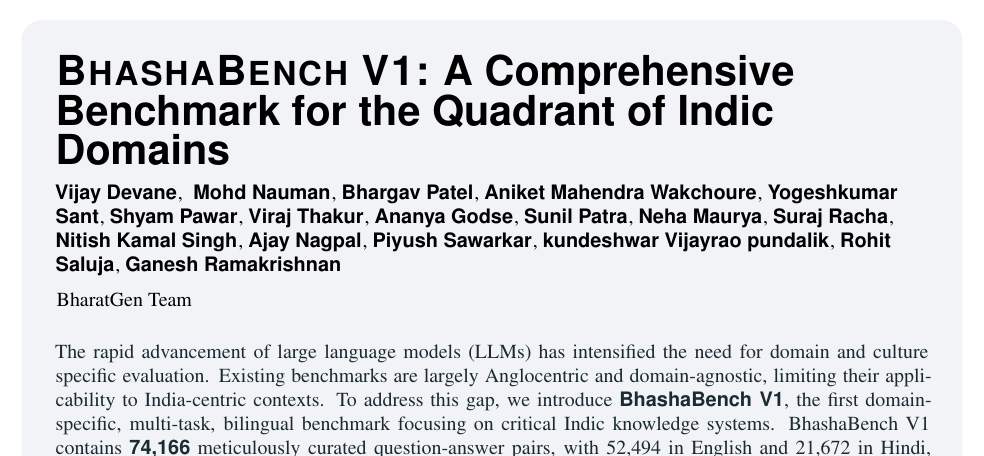 BHASHABENCH V1: A Comprehensive
Benchmark for the Quadrant of Indic
Domains
Vijay Devane, Mohd Nauman, Bhargav Patel, Aniket Mahendra Wakchoure, Yogeshkumar
Sant, Shyam Pawar, Viraj Thakur, Ananya Godse, Sunil Patra, Neha Maurya, Suraj Racha,
Nitish Kamal Singh, Ajay Nagpal, Piyush Sawarkar, kundeshwar Vijayrao pundalik, Rohit
Saluja, Ganesh Ramakrishnan
BharatGen Team
The rapid advancement of large language models (LLMs) has intensified the need for domain and culture
specific evaluation. Existing benchmarks are largely Anglocentric and domain-agnostic, limiting their appli-
cability to India-centric contexts. To address this gap, we introduce BhashaBench V1, the first domain-
specific, multi-task, bilingual benchmark focusing on critical Indic knowledge systems. BhashaBench V1
contains 74,166 meticulously curated question-answer pairs, with 52,494 in English and 21,672 in Hindi,